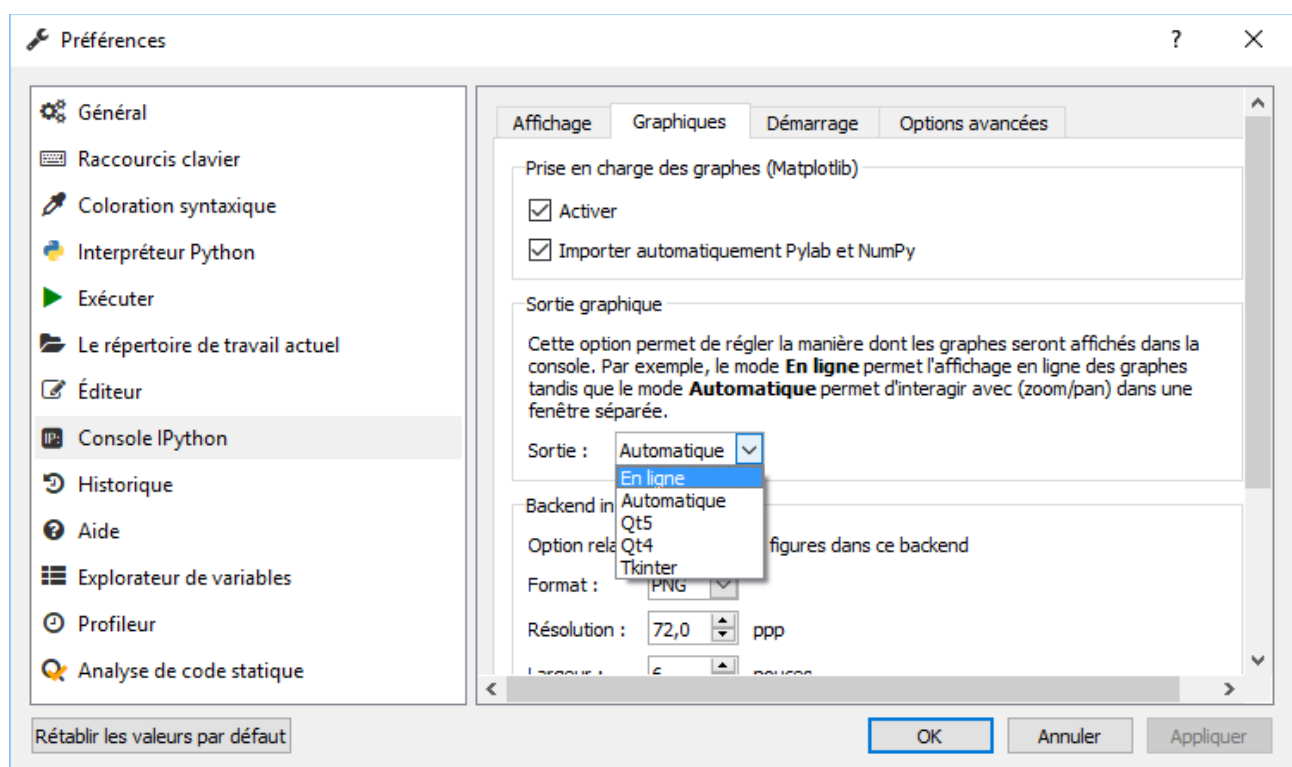 Préférences
?
Général
Raccourcis clavier
Coloration syntaxique
Interpréteur Python
Exécuter
Le répertoire de travail actuel
Éditeur
IP:
Console IPython
Historique
Aide
Explorateur de variables
Profileur
Analyse de code statique
Affichage Graphiques Démarrage Options avancées
Prise en charge des graphes (Matplotlib)
Activer
Importer automatiquement Pylab et NumPy
Sortie graphique
Cette option permet de régler la manière dont les graphes seront affichés dans la
console. Par exemple, le mode En ligne permet l'affichage en ligne des graphes
tandis que le mode Automatique permet d'interagir avec (zoom/pan) dans une
fenêtre séparée.
Sortie : Automatique
En ligne
Automatique
Qt5
Qt4
Tkinter
Backend in
Option rela figures dans ce backend
Format : PNG
Résolution : 72,0 ppp
Rétablir les valeurs par défaut
OK Annuler Appliquer